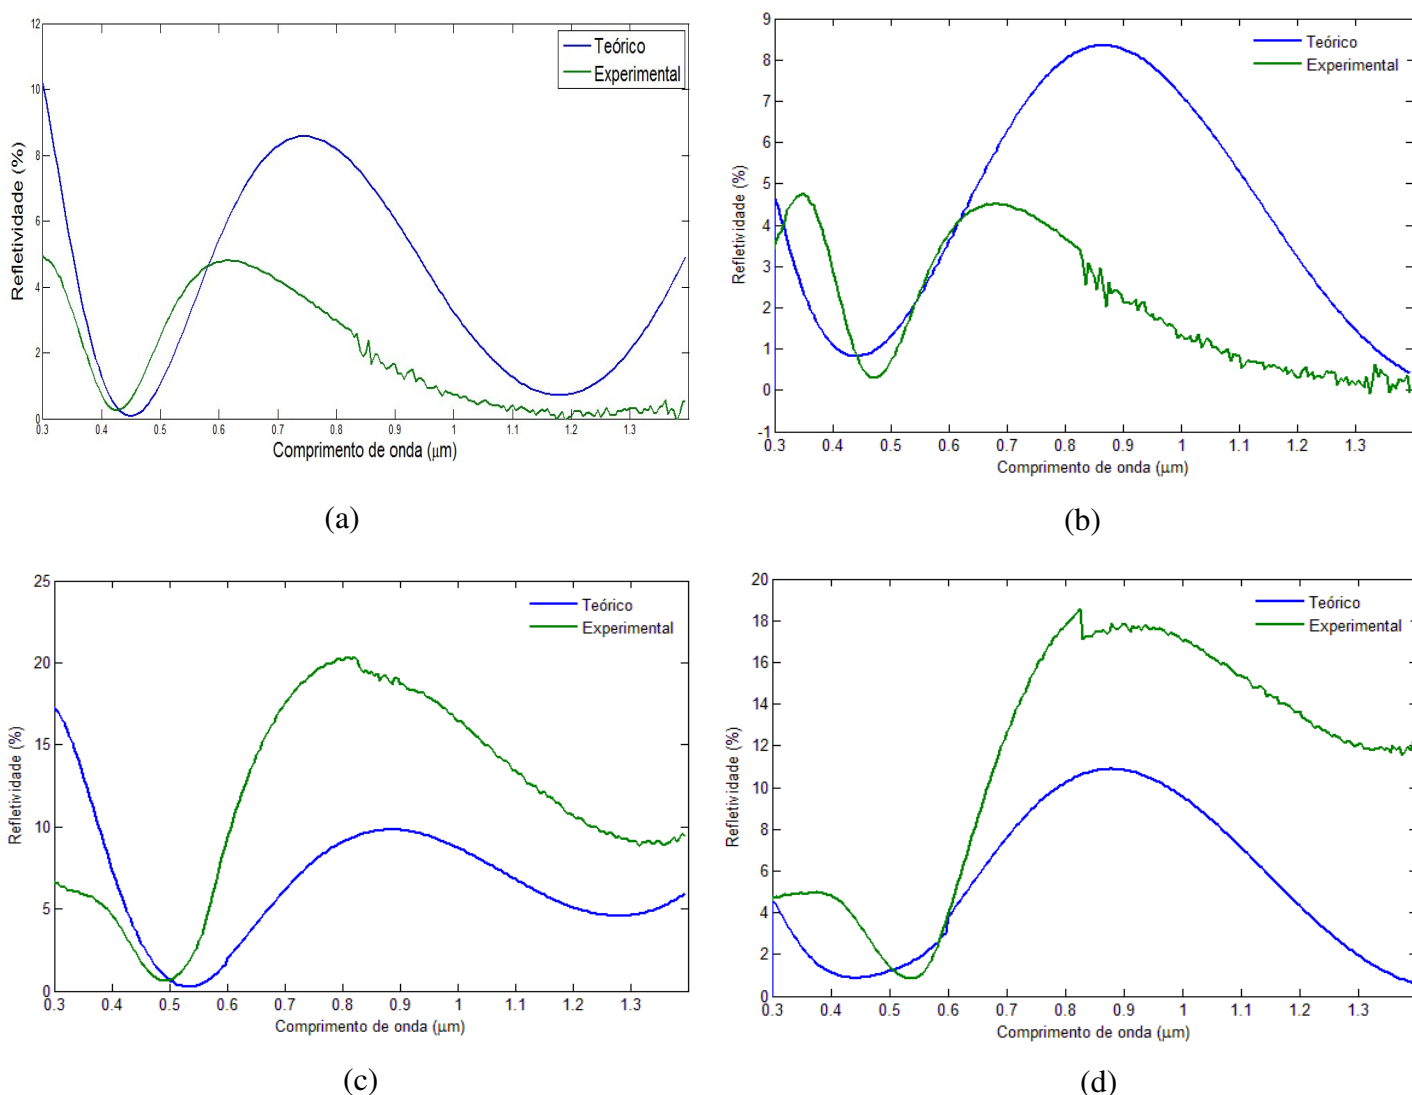 12
10
8
6
4
2
0
Refletividade (%)
Teórico
Experimental
0.3 0.4 0.5 0.6 0.7 0.8 0.9 1 1.1 1.2 1.3
Comprimento de onda (μm)
(a)
9
8
7
6
5
4
3
2
1
0
-1
Refletividade (%)
Teórico
Experimental
0.3 0.4 0.5 0.6 0.7 0.8 0.9 1 1.1 1.2 1.3
Comprimento de onda (μm)
(b)
25
20
15
10
5
0
Refletividade (%)
Teórico
Experimental
0.3 0.4 0.5 0.6 0.7 0.8 0.9 1 1.1 1.2 1.3
Comprimento de onda (μm)
(c)
20
18
16
14
12
10
8
6
4
2
0
Refletividade (%)
Teórico
Experimental
0.3 0.4 0.5 0.6 0.7 0.8 0.9 1 1.1 1.2 1.3
Comprimento de onda (μm)
(d)